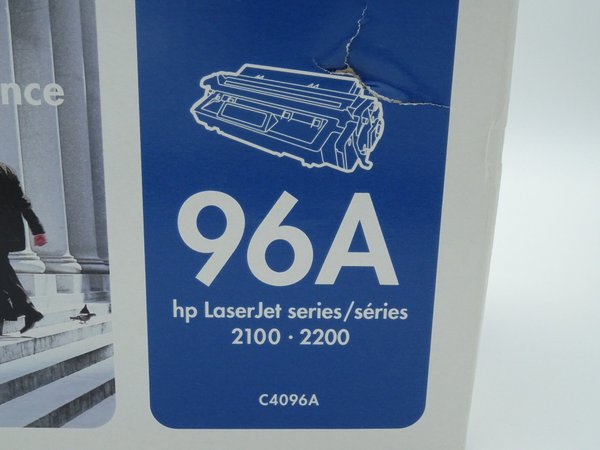 nce
96A
hp LaserJet series/séries
2100 · 2200
C4096A